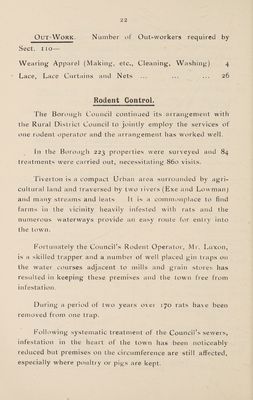 22
OUT-WORK. Number of Out-workers required by
Sect. 110—
Wearing Apparel (Making, etc., Cleaning, Washing) 4
Lace, Lace Curtains and Nets ... ... ... 26
Rodent Control.
The Borough Council continued its arrangement with
the Rural District Council to jointly employ the services of
one rodent operator and the arrangement has worked well.
In the Borough 223 properties were surveyed and 84
treatments were carried out, necessitating 860 visits.
Tiverton is a compact Urban area surrounded by agri-
cultural land and traversed by two rivers (Exe and Lowman)
and many streams and leats It is a commonplace to find
farms in the vicinity heavily infested with rats and the
numerous waterways provide an easy route for entry into
the town.
Fortunately the Council's Rodent Operator, Mr. Luxon,
is a skilled trapper and a number of well placed gin traps on
the water courses adjacent to mills and grain stores has
resulted in keeping these premises and the town free from
infestation.
During a period of two years over 170 rats have been
removed from one trap.
Following systematic treatment of the Council's sewers,
infestation in the heart of the town has been noticeably
reduced but premises on the circumference are still affected,
especially where poultry or pigs are kept.